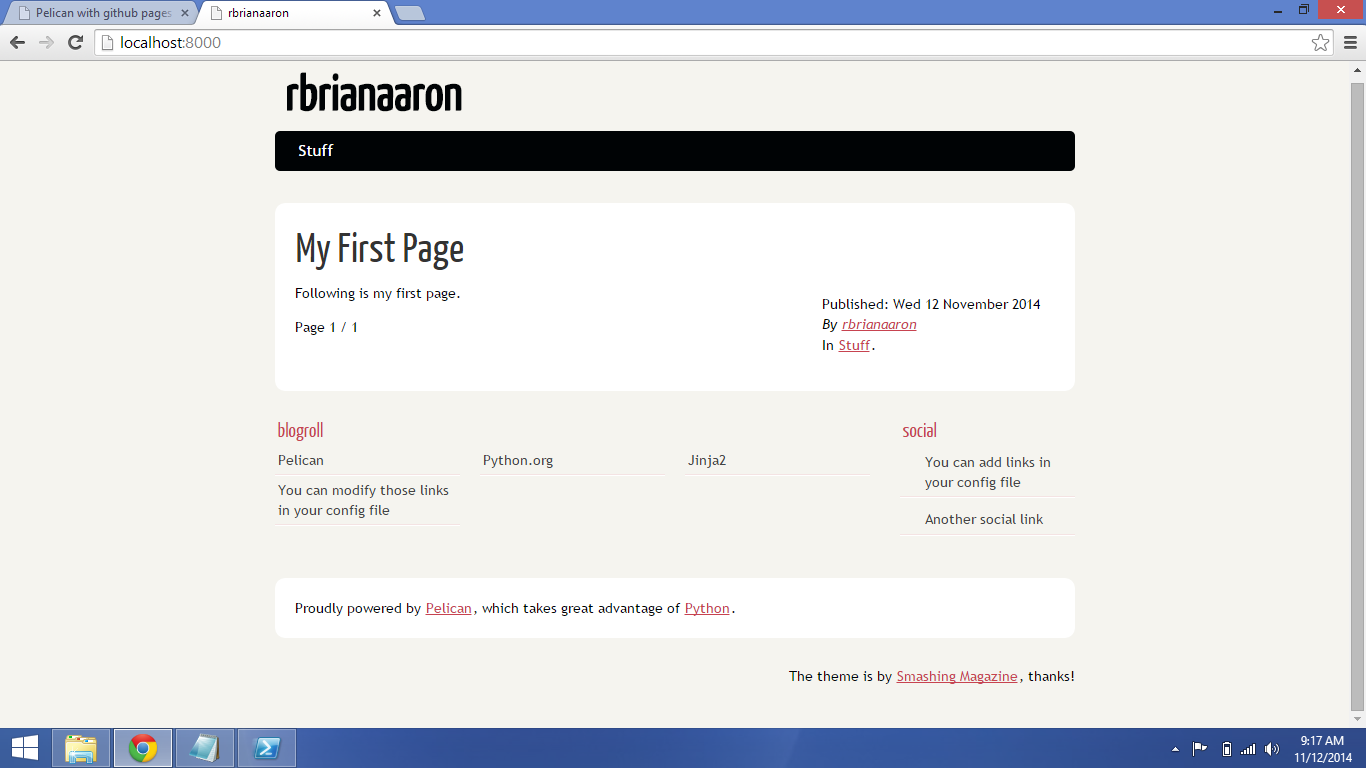 Pelican with github pages
rbrianaaron
localhost:8000
rbrianaaron
Stuff
My First Page
Following is my first page.
Page 1 / 1
Published: Wed 12 November 2014
By rbrianaaron
In Stuff.
blogroll
Pelican
Python.org
Jinja2
You can modify those links
in your config file
social
You can add links in
your config file
Another social link
Proudly powered by Pelican, which takes great advantage of Python.
The theme is by Smashing Magazine, thanks!
9:17 AM
11/12/2014